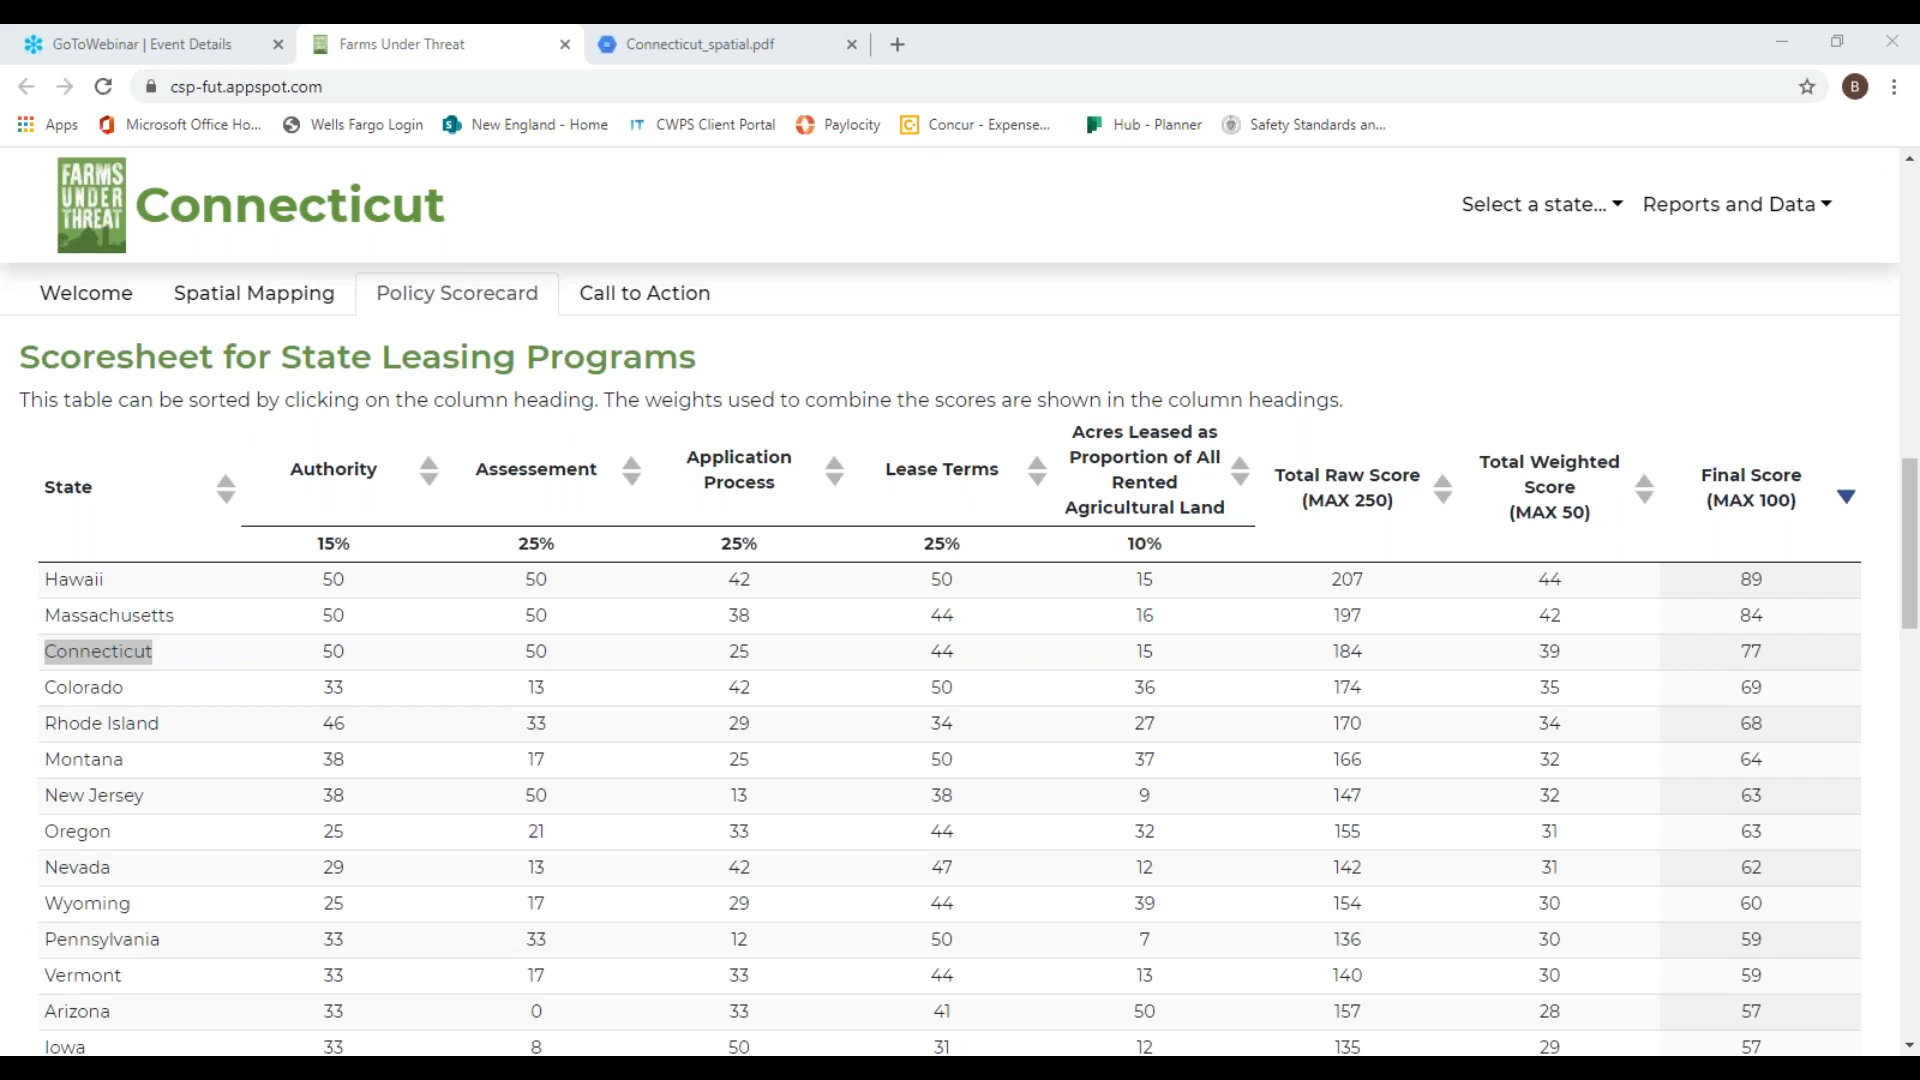 GoToWebinar | Event Details
Farms Under Threat
Connecticut_spatial.pdf
csp-fut.appspot.com
B
Apps
Microsoft Office Ho...
Wells Fargo Login
S New England - Home
IT CWPS Client Portal
Paylocity
C Concur - Expense...
Hub - Planner
Safety Standards an...
FARMS
UNDER
THREAT
Connecticut
Select a state... Reports and Data
Welcome Spatial Mapping Policy Scorecard Call to Action
Scoresheet for State Leasing Programs
This table can be sorted by clicking on the column heading. The weights used to combine the scores are shown in the column headings.
State
Authority
Assessement
Application
Process
Lease Terms
Acres Leased as
Proportion of All
Rented
Agricultural Land
Total Raw Score
(MAX 250)
Total Weighted
Score
(MAX 50)
Final Score
(MAX 100)
15% 25% 25% 25% 10%
Hawaii 50 50 42 50 15 207 44 89
Massachusetts 50 50 38 44 16 197 42 84
Connecticut 50 50 25 44 15 184 39 77
Colorado 33 13 42 50 36 174 35 69
Rhode Island 46 33 29 34 27 170 34 68
Montana 38 17 25 50 37 166 32 64
New Jersey 38 50 13 38 9 147 32 63
Oregon 25 21 33 44 32 155 31 63
Nevada 29 13 42 47 12 142 31 62
Wyoming 25 17 29 44 39 154 30 60
Pennsylvania 33 33 12 50 7 136 30 59
Vermont 33 17 33 44 13 140 30 59
Arizona 33 0 33 41 50 157 28 57
Iowa 33 8 50 31 12 135 29 57